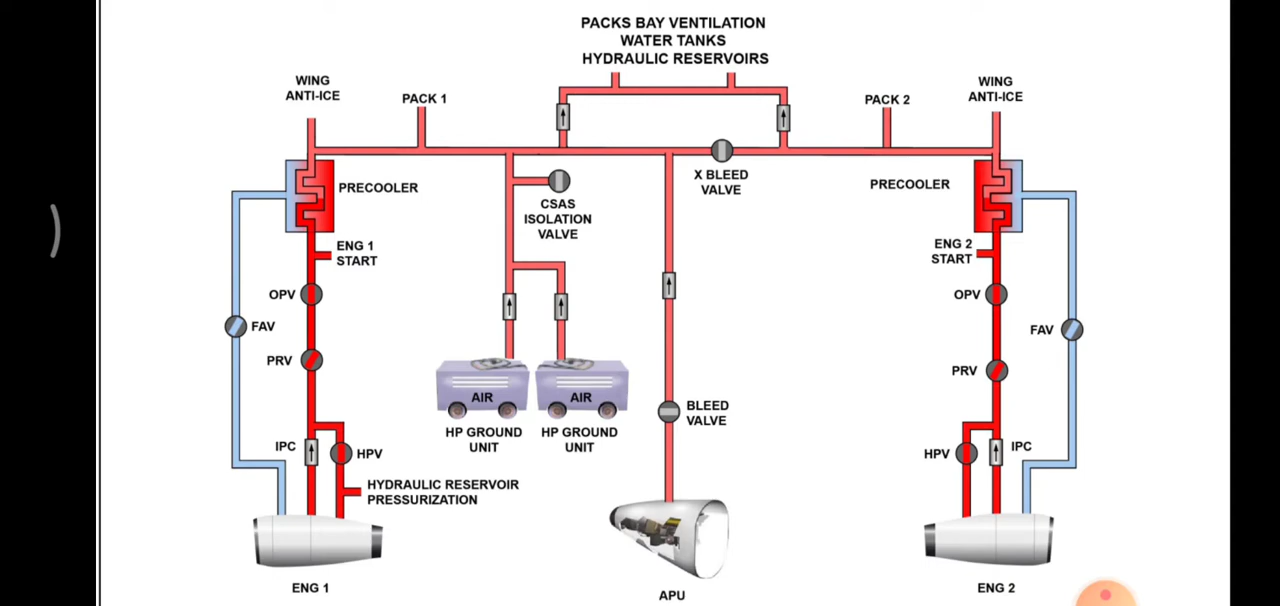 PACKS BAY VENTILATION
WATER TANKS
HYDRAULIC RESERVOIRS
WING
ANTI-ICE
PACK 1
PACK 2
WING
ANTI-ICE
PRECOOLER
X BLEED
VALVE
PRECOOLER
CSAS
ISOLATION
VALVE
ENG 1
START
ENG 2
START
OPV
OPV
FAV
FAV
PRV
PRV
AIR
AIR
BLEED
VALVE
HP GROUND
UNIT
HP GROUND
UNIT
IPC
HPV
HPV
IPC
HYDRAULIC RESERVOIR
PRESSURIZATION
ENG 1
APU
ENG 2